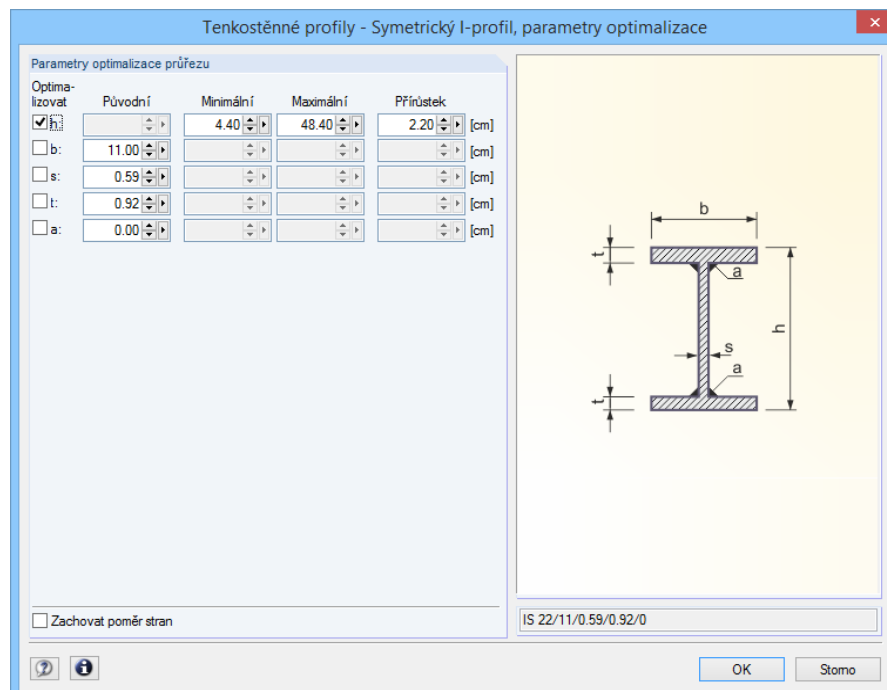 Tenkostěnné profily - Symetrický I-profil, parametry optimalizace
Parametry optimalizace průřezu
Optima-
lizovat Původní Minimální Maximální Přírůstek
h: 4.40 48.40 2.20 [cm]
b: 11.00 [cm]
s: 0.59 [cm]
t: 0.92 [cm]
a: 0.00 [cm]
b
t
a
h
s
a
t
Zachovat poměr stran
IS 22/11/0.59/0.92/0
OK Storno